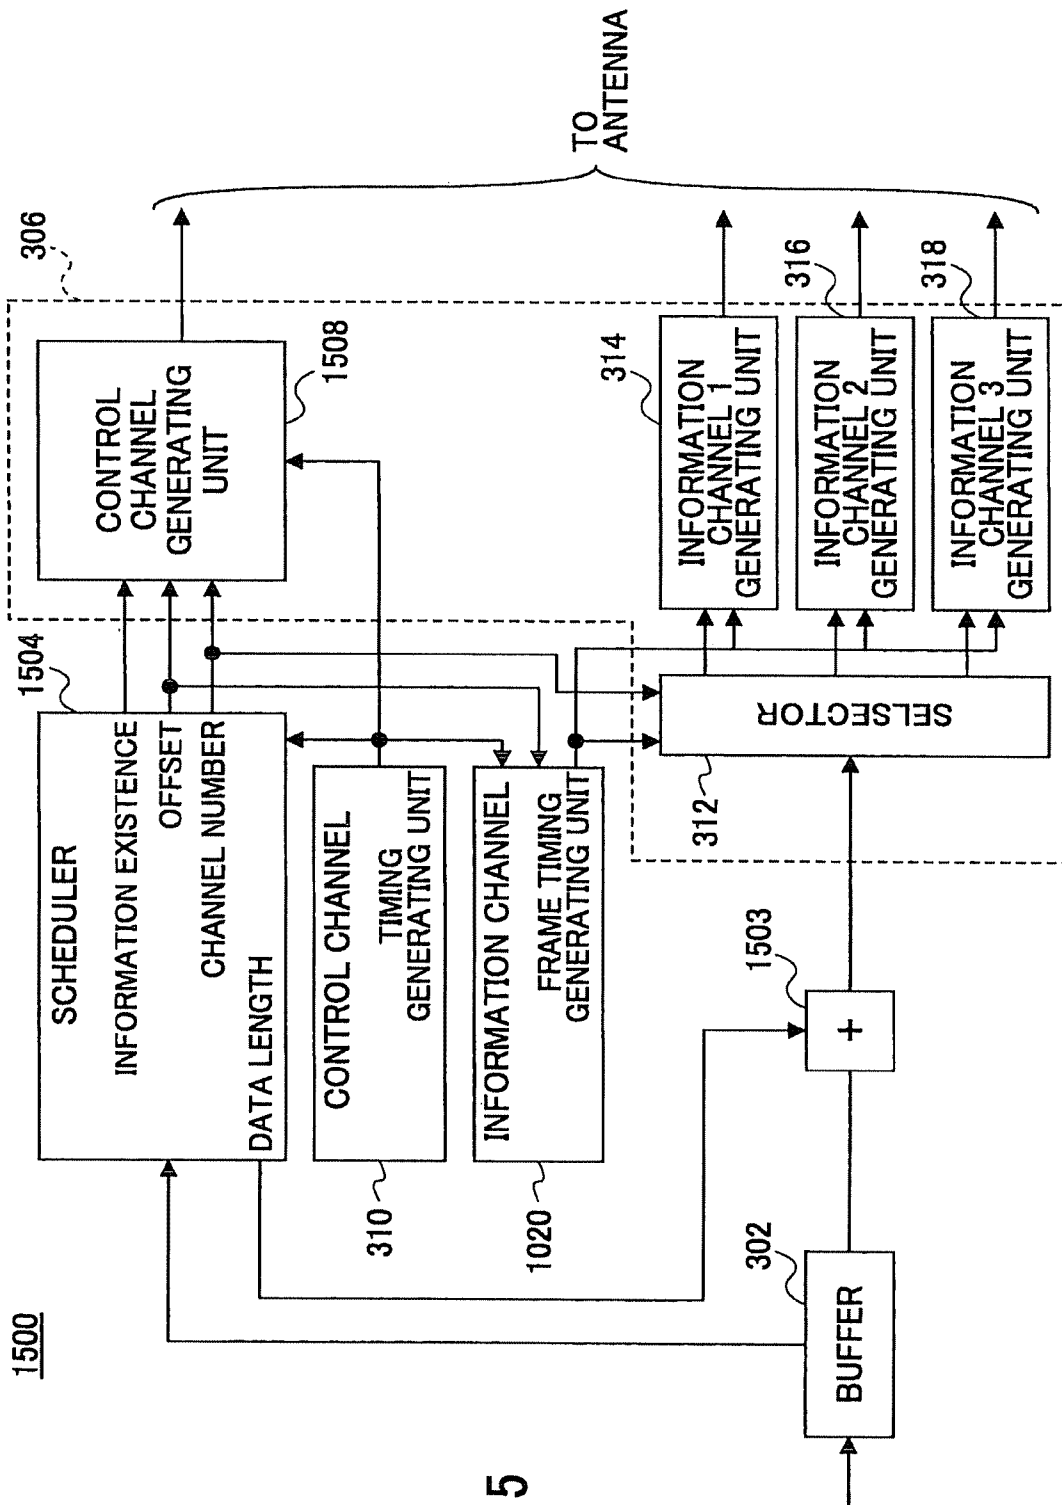 1500
5
SCHEDULER
INFORMATION EXISTENCE
OFFSET
CHANNEL NUMBER
DATA LENGTH
1504
CONTROL
CHANNEL
GENERATING
UNIT
1508
306
CONTROL CHANNEL
TIMING
GENERATING UNIT
310
INFORMATION CHANNEL
FRAME TIMING
GENERATING UNIT
1020
BUFFER
302
+
1503
SELSECTOR
312
INFORMATION
CHANNEL 1
GENERATING UNIT
314
INFORMATION
CHANNEL 2
GENERATING UNIT
316
INFORMATION
CHANNEL 3
GENERATING UNIT
318
TO
ANTENNA